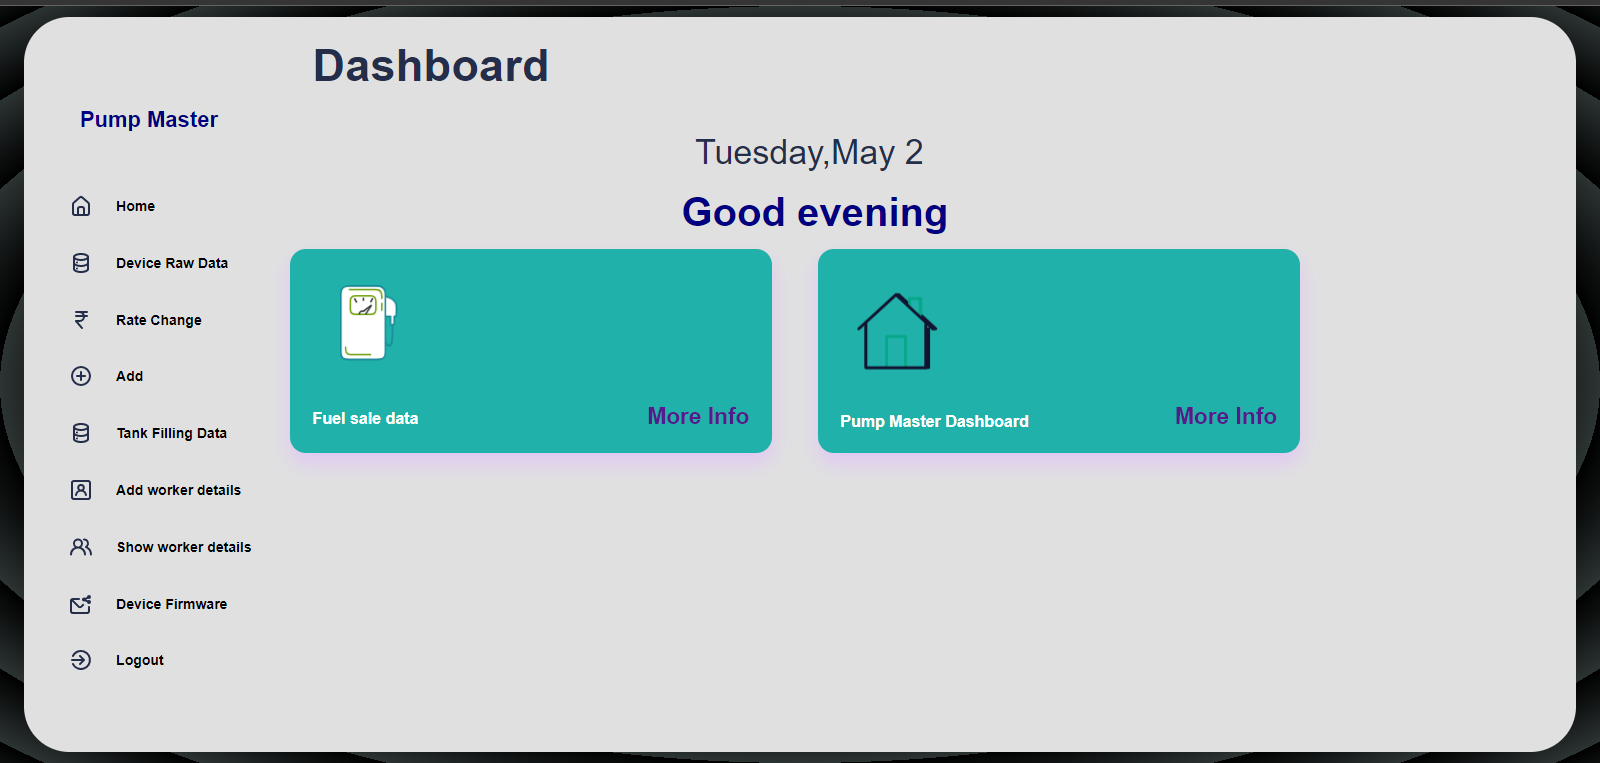 Dashboard
Pump Master
Tuesday,May 2
Good evening
Home
Device Raw Data
Rate Change
Add
Tank Filling Data
Add worker details
Show worker details
Device Firmware
Logout
Fuel sale data
More Info
Pump Master Dashboard
More Info